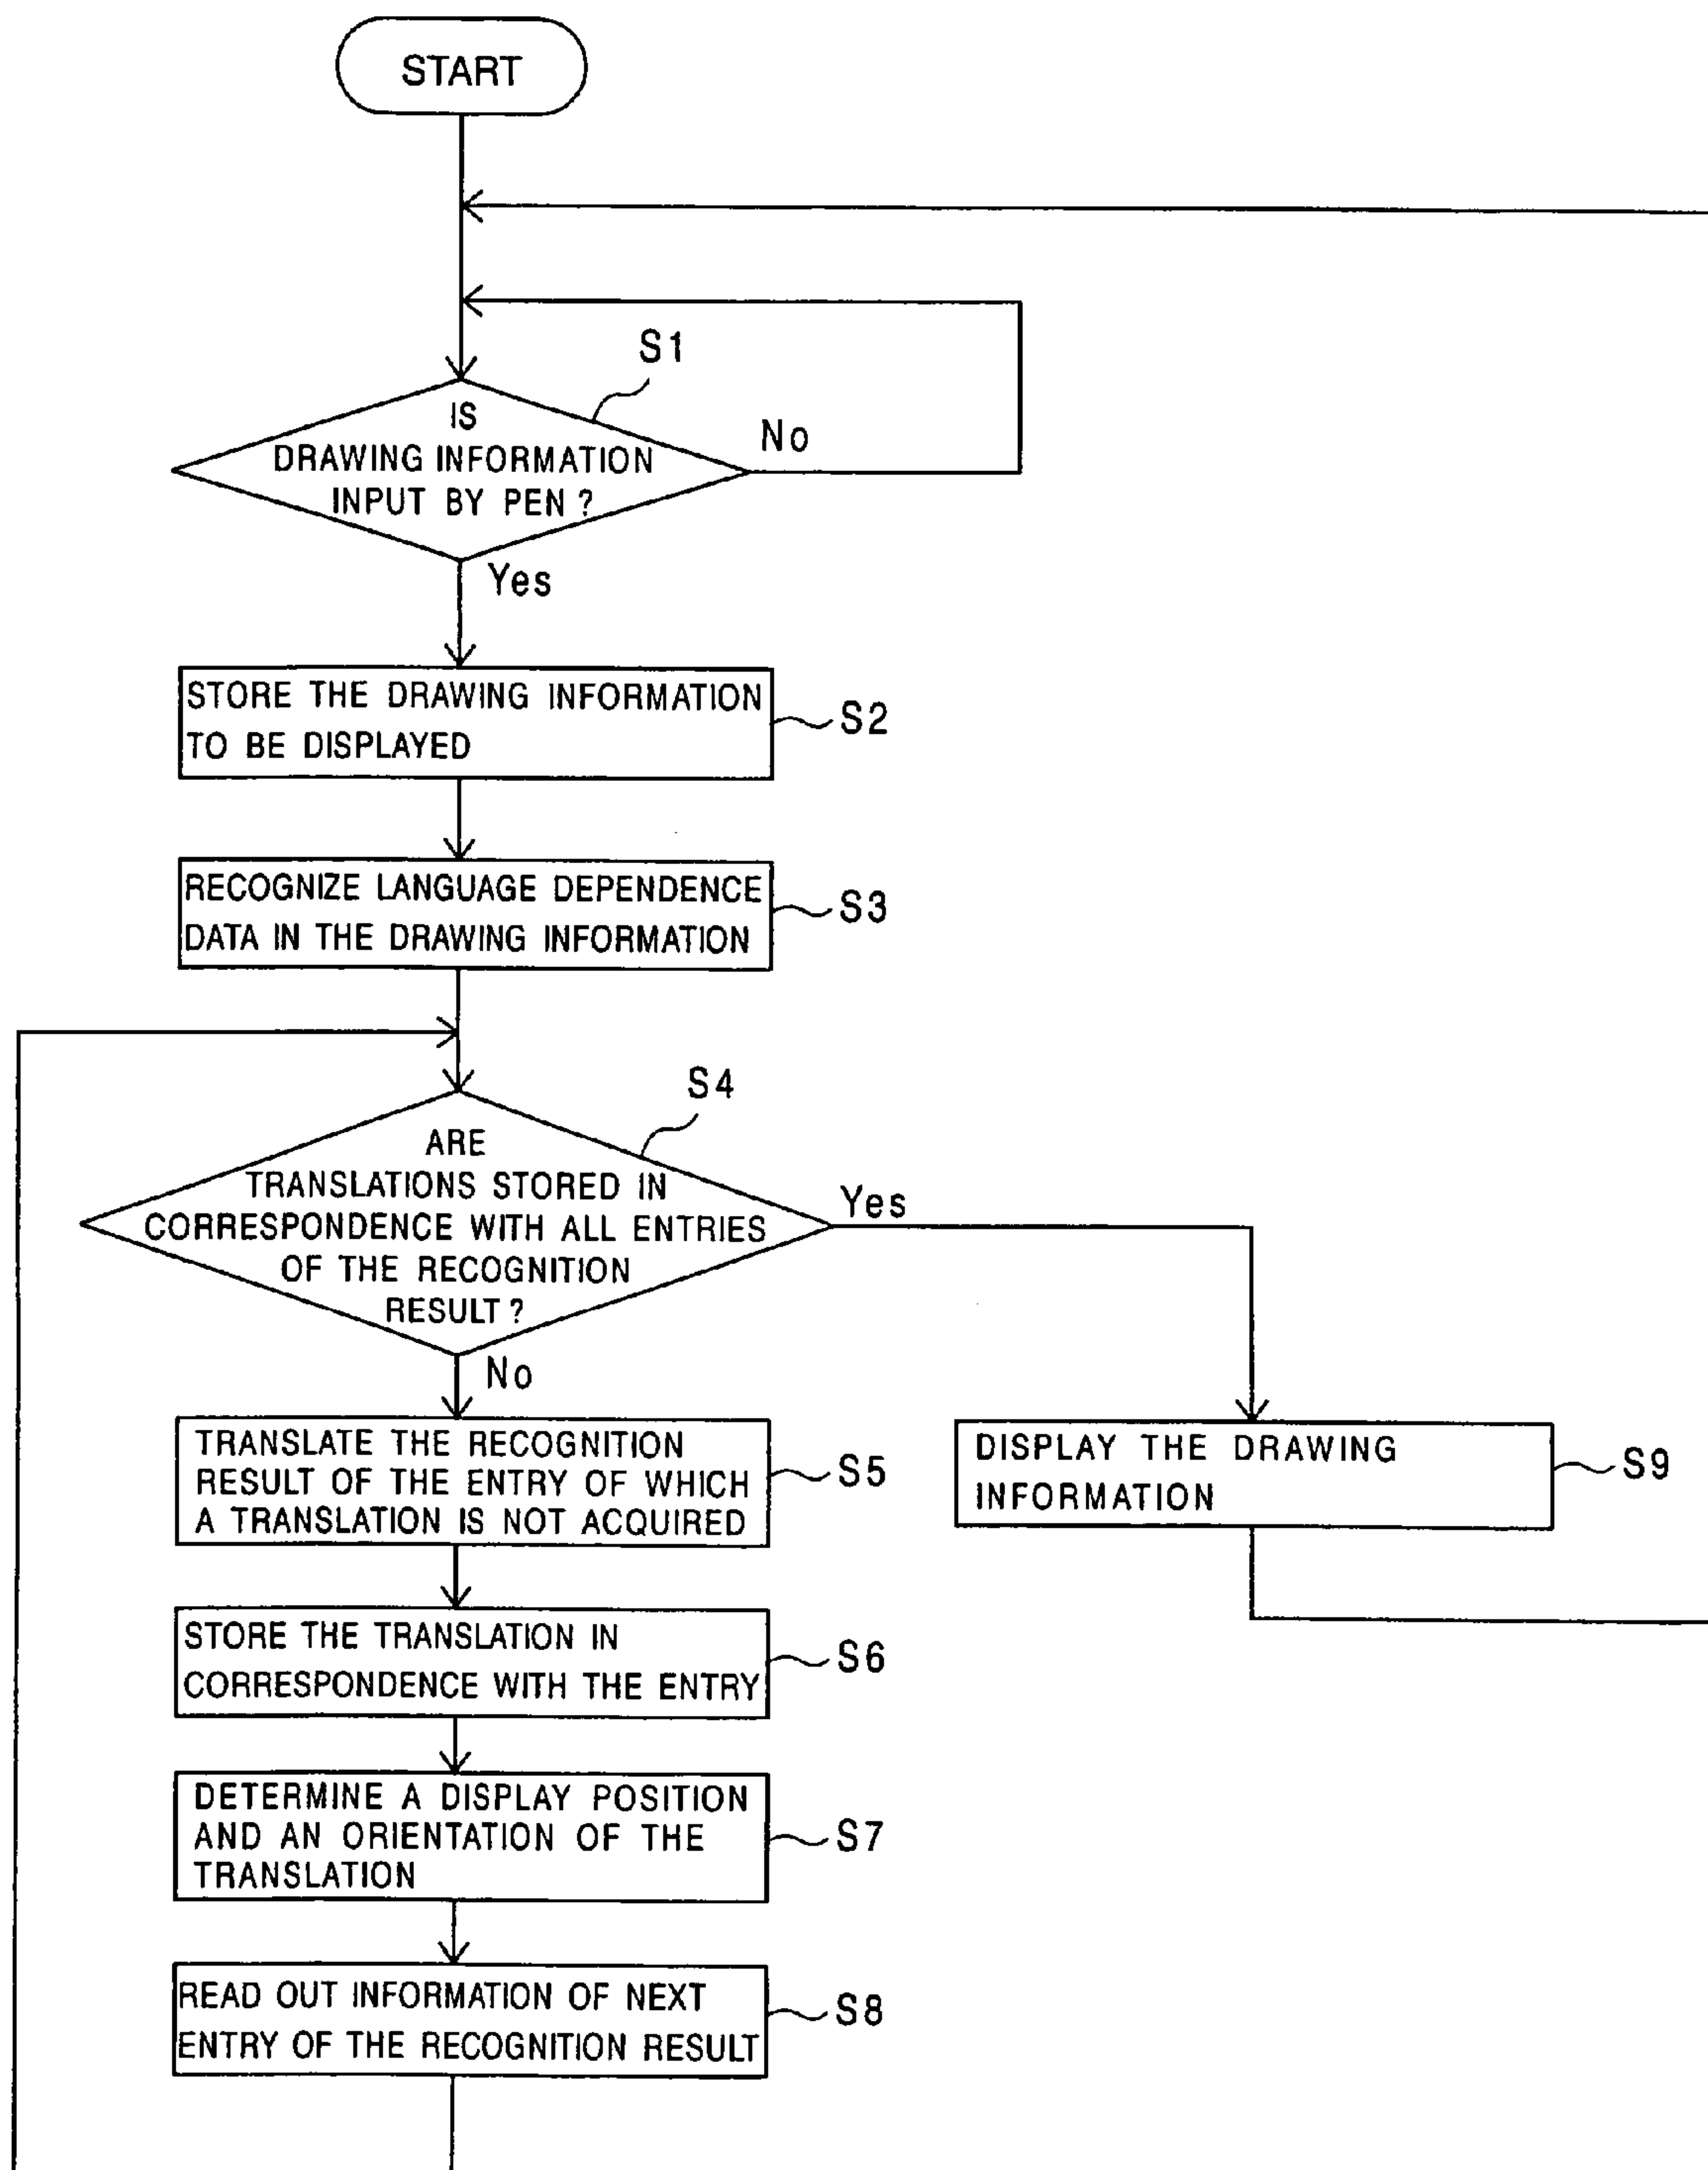 START
S1
IS
DRAWING INFORMATION
INPUT BY PEN?
No
Yes
STORE THE DRAWING INFORMATION
TO BE DISPLAYED
S2
RECOGNIZE LANGUAGE DEPENDENCE
DATA IN THE DRAWING INFORMATION
S3
S4
ARE
TRANSLATIONS STORED IN
CORRESPONDENCE WITH ALL ENTRIES
OF THE RECOGNITION
RESULT?
Yes
No
TRANSLATE THE RECOGNITION
RESULT OF THE ENTRY OF WHICH
A TRANSLATION IS NOT ACQUIRED
S5
DISPLAY THE DRAWING
INFORMATION
S9
STORE THE TRANSLATION IN
CORRESPONDENCE WITH THE ENTRY
S6
DETERMINE A DISPLAY POSITION
AND AN ORIENTATION OF THE
TRANSLATION
S7
READ OUT INFORMATION OF NEXT
ENTRY OF THE RECOGNITION RESULT
S8